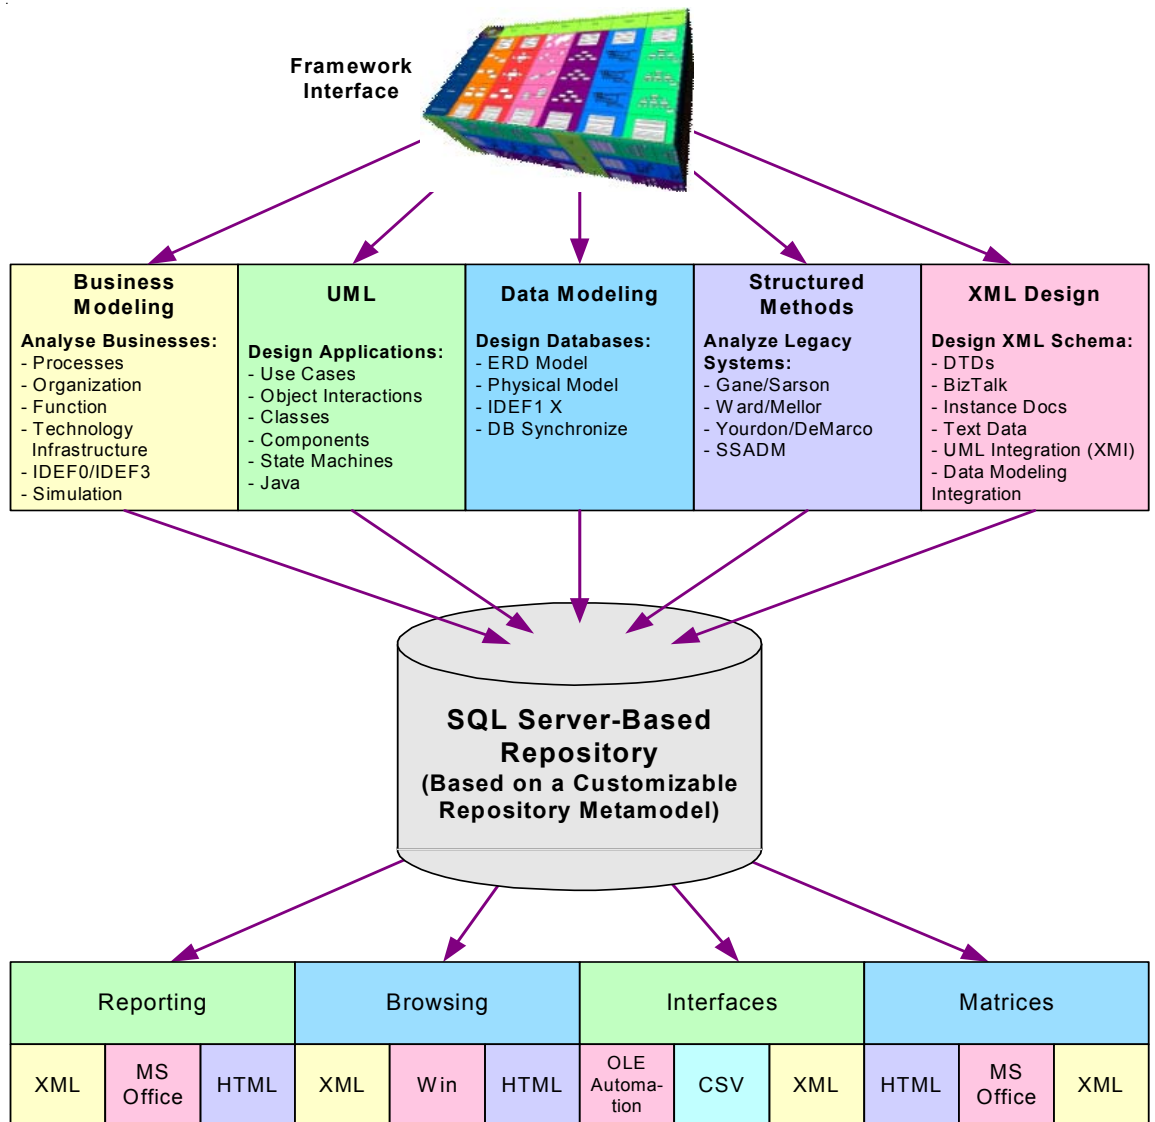 Framework
Interface
Business
Modeling
Analyse Businesses:
- Processes
- Organization
- Function
- Technology
Infrastructure
- IDEF0/IDEF3
- Simulation
UML
Design Applications:
- Use Cases
- Object Interactions
- Classes
- Components
- State Machines
- Java
Data Modeling
Design Databases:
- ERD Model
- Physical Model
- IDEF1 X
- DB Synchronize
Structured
Methods
Analyze Legacy
Systems:
- Gane/Sarson
- Ward/Mellor
- Yourdon/DeMarco
- SSADM
XML Design
Design XML Schema:
- DTDs
- BizTalk
- Instance Docs
- Text Data
- UML Integration (XMI)
- Data Modeling
Integration
SQL Server-Based
Repository
(Based on a Customizable
Repository Metamodel)
Reporting
Browsing
Interfaces
Matrices
XML
MS
Office
HTML
XML
Win
HTML
OLE
Automa-
tion
CSV
XML
HTML
MS
Office
XML